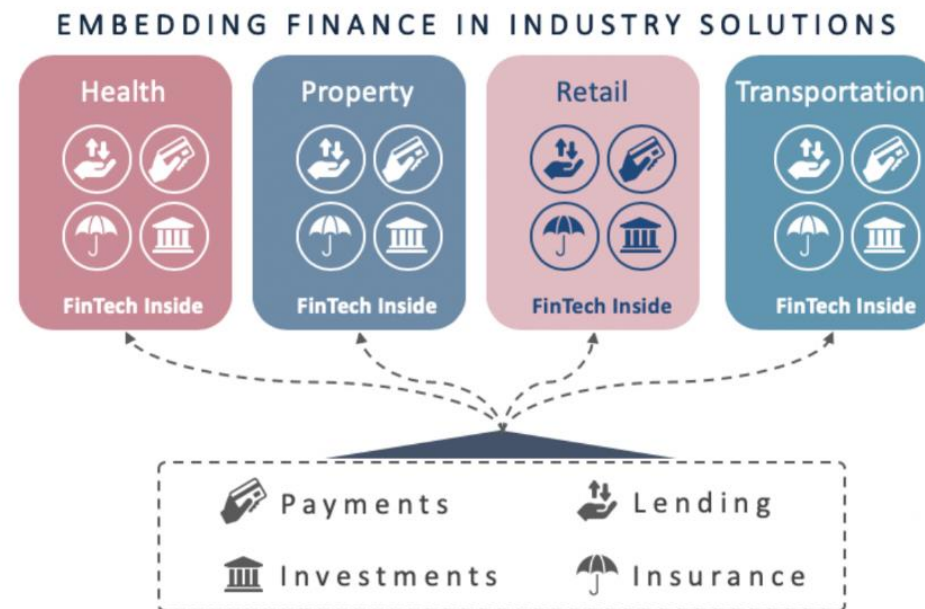 EMBEDDING FINANCE IN INDUSTRY SOLUTIONS
Health
Property
Retail
Transportation
FinTech Inside
FinTech Inside
FinTech Inside
FinTech Inside
Payments
Lending
Investments
Insurance